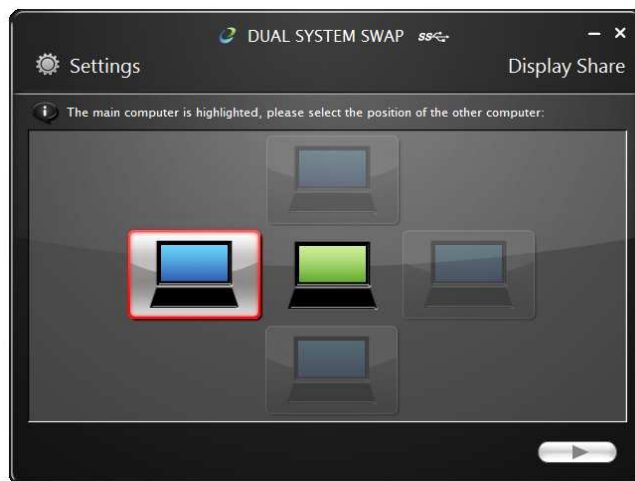 DUAL SYSTEM SWAP SS
Settings
Display Share
The main computer is highlighted, please select the position of the other computer: